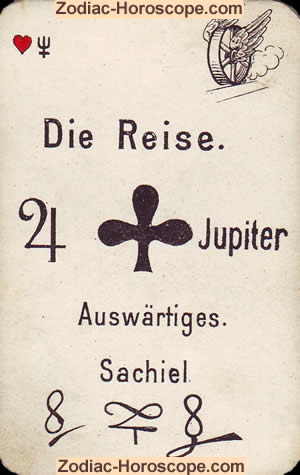 Zodiac-Horoscope.com
Die Reise.
♃ ♣ Jupiter
Auswärtiges.
Sachiel
Zodiac-Horoscope.com